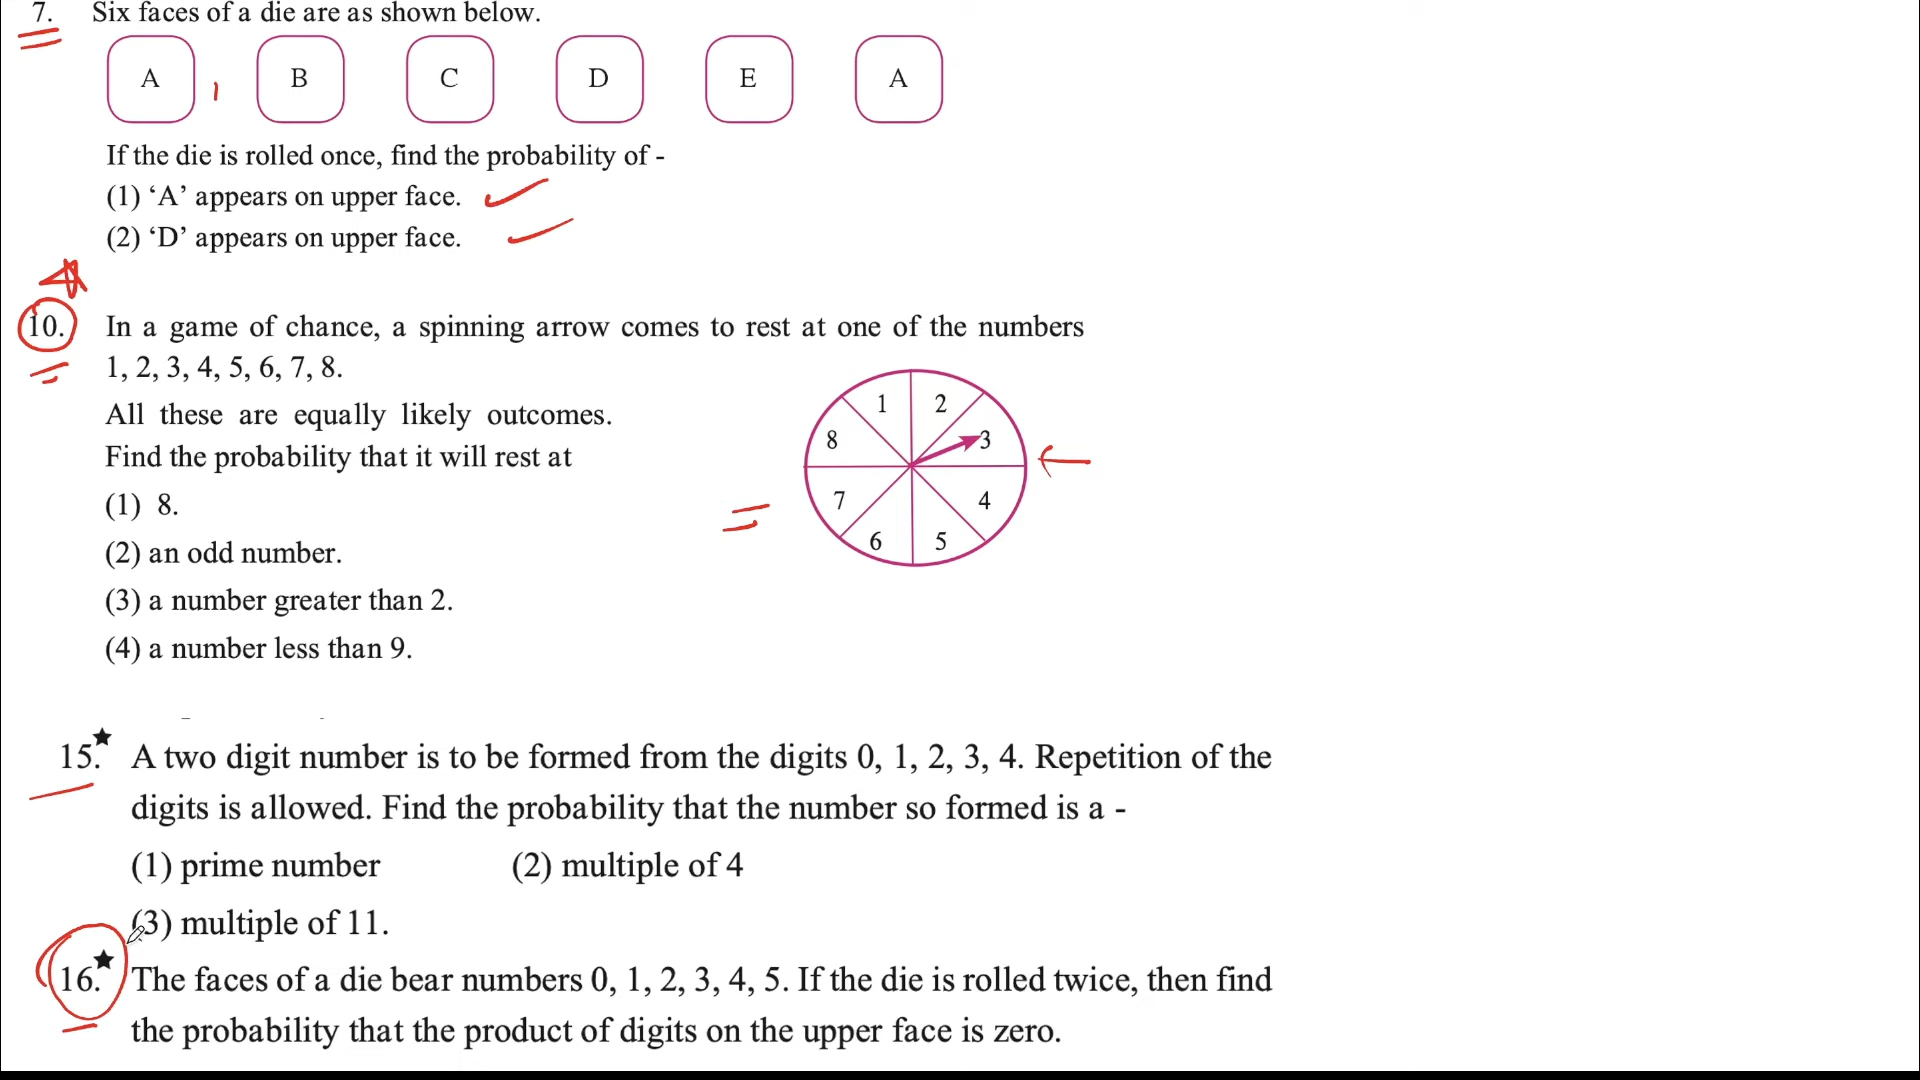 7. Six faces of a die are as shown below.
A B C D E A
If the die is rolled once, find the probability of -
(1) ‘A’ appears on upper face.
(2) ‘D’ appears on upper face.
10. In a game of chance, a spinning arrow comes to rest at one of the numbers
1, 2, 3, 4, 5, 6, 7, 8.
All these are equally likely outcomes.
Find the probability that it will rest at
(1) 8.
(2) an odd number.
(3) a number greater than 2.
(4) a number less than 9.
1 2
8 3
7 4
6 5
15.★ A two digit number is to be formed from the digits 0, 1, 2, 3, 4. Repetition of the
digits is allowed. Find the probability that the number so formed is a -
(1) prime number (2) multiple of 4
(3) multiple of 11.
16.★ The faces of a die bear numbers 0, 1, 2, 3, 4, 5. If the die is rolled twice, then find
the probability that the product of digits on the upper face is zero.